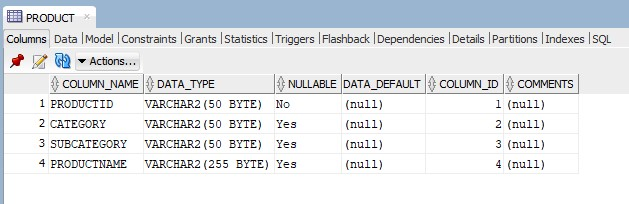 PRODUCT ×
Columns Data Model Constraints Grants Statistics Triggers Flashback Dependencies Details Partitions Indexes SQL
Actions...
COLUMN_NAME DATA_TYPE NULLABLE DATA_DEFAULT COLUMN_ID COMMENTS
1 PRODUCTID VARCHAR2(50 BYTE) No (null) 1 (null)
2 CATEGORY VARCHAR2(50 BYTE) Yes (null) 2 (null)
3 SUBCATEGORY VARCHAR2(50 BYTE) Yes (null) 3 (null)
4 PRODUCTNAME VARCHAR2(255 BYTE) Yes (null) 4 (null)